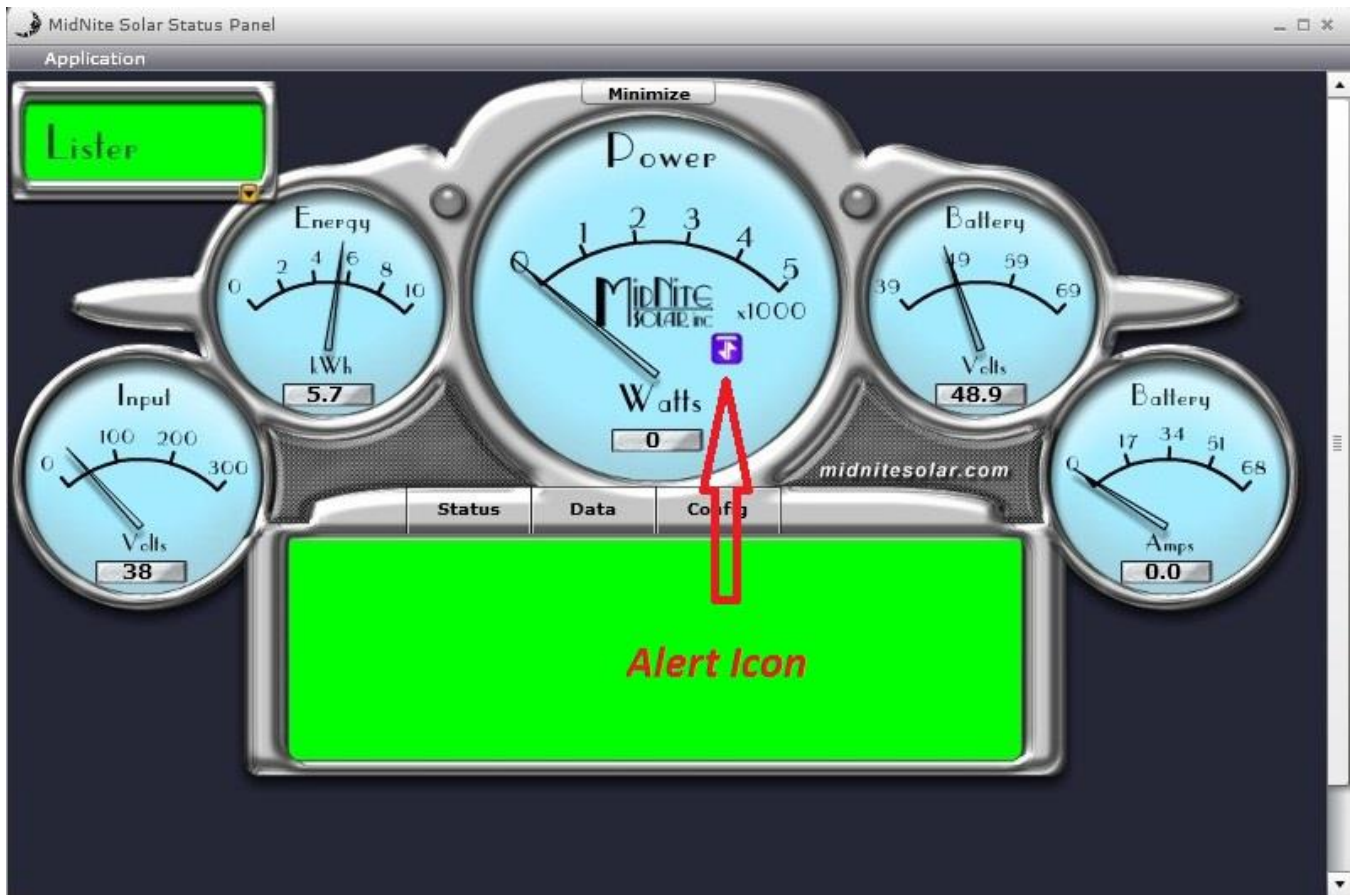 MidNite Solar Status Panel
Application
Minimize
Lister
Power
0 1 2 3 4 5
x1000
MidNite
SOLAR INC
Watts
0
Energy
0 2 4 6 8 10
kWh
5.7
Battery
39 49 59 69
Volts
48.9
Input
0 100 200 300
Volts
38
Battery
0 17 34 51 68
Amps
0.0
midnitesolar.com
Status Data Config
Alert Icon